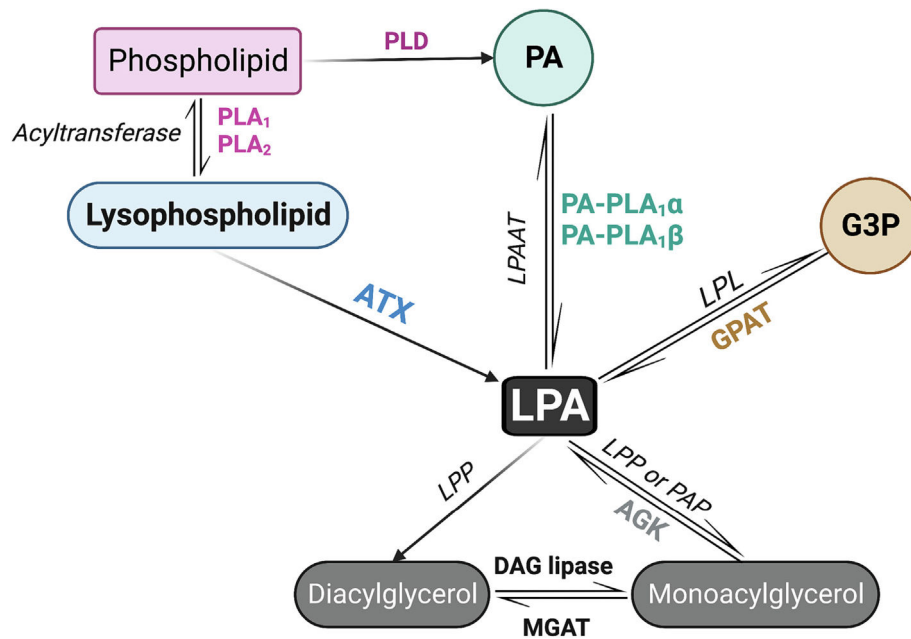 Phospholipid
PLD
PA
Acyltransferase
PLA₁
PLA₂
Lysophospholipid
ATX
LPAAT
PA-PLA₁α
PA-PLA₁β
G3P
LPL
GPAT
LPA
LPP
LPP or PAP
AGK
Diacylglycerol
DAG lipase
MGAT
Monoacylglycerol